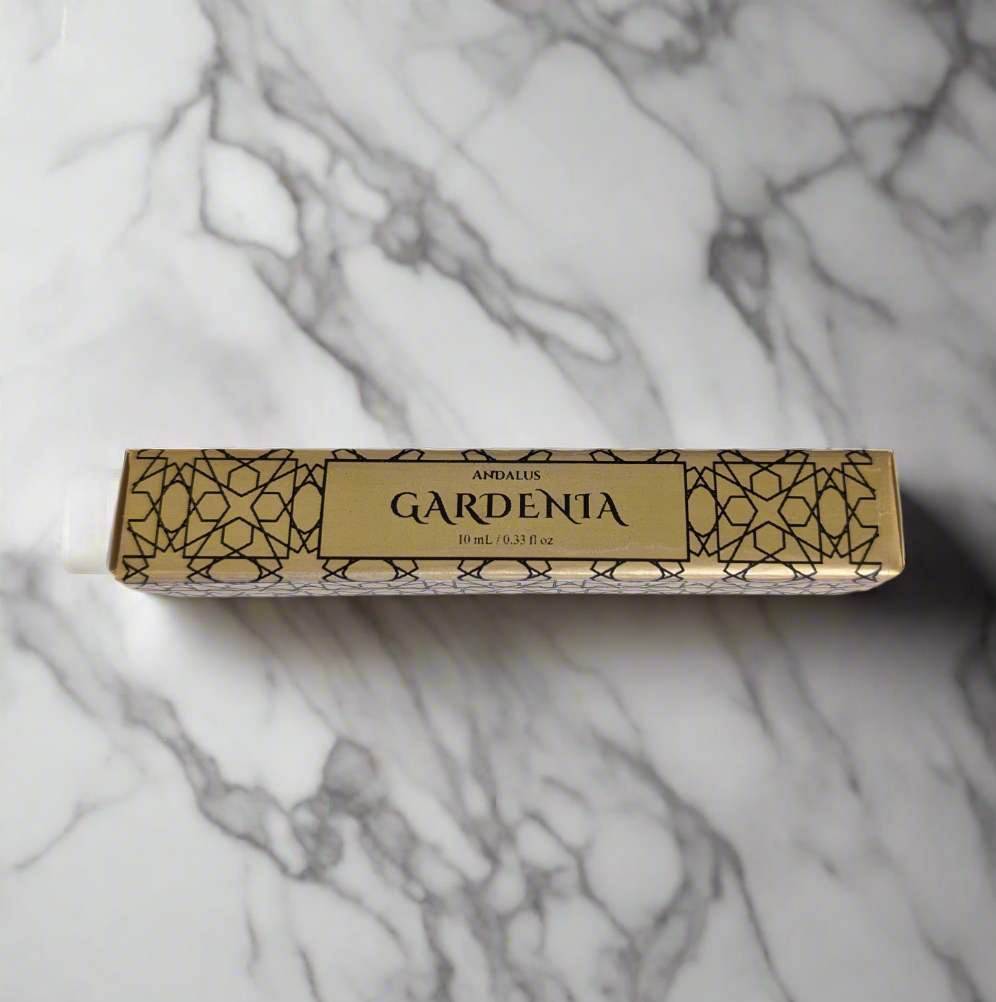 ANDALUS
GARDENIA
10 mL / 0.33 fl oz